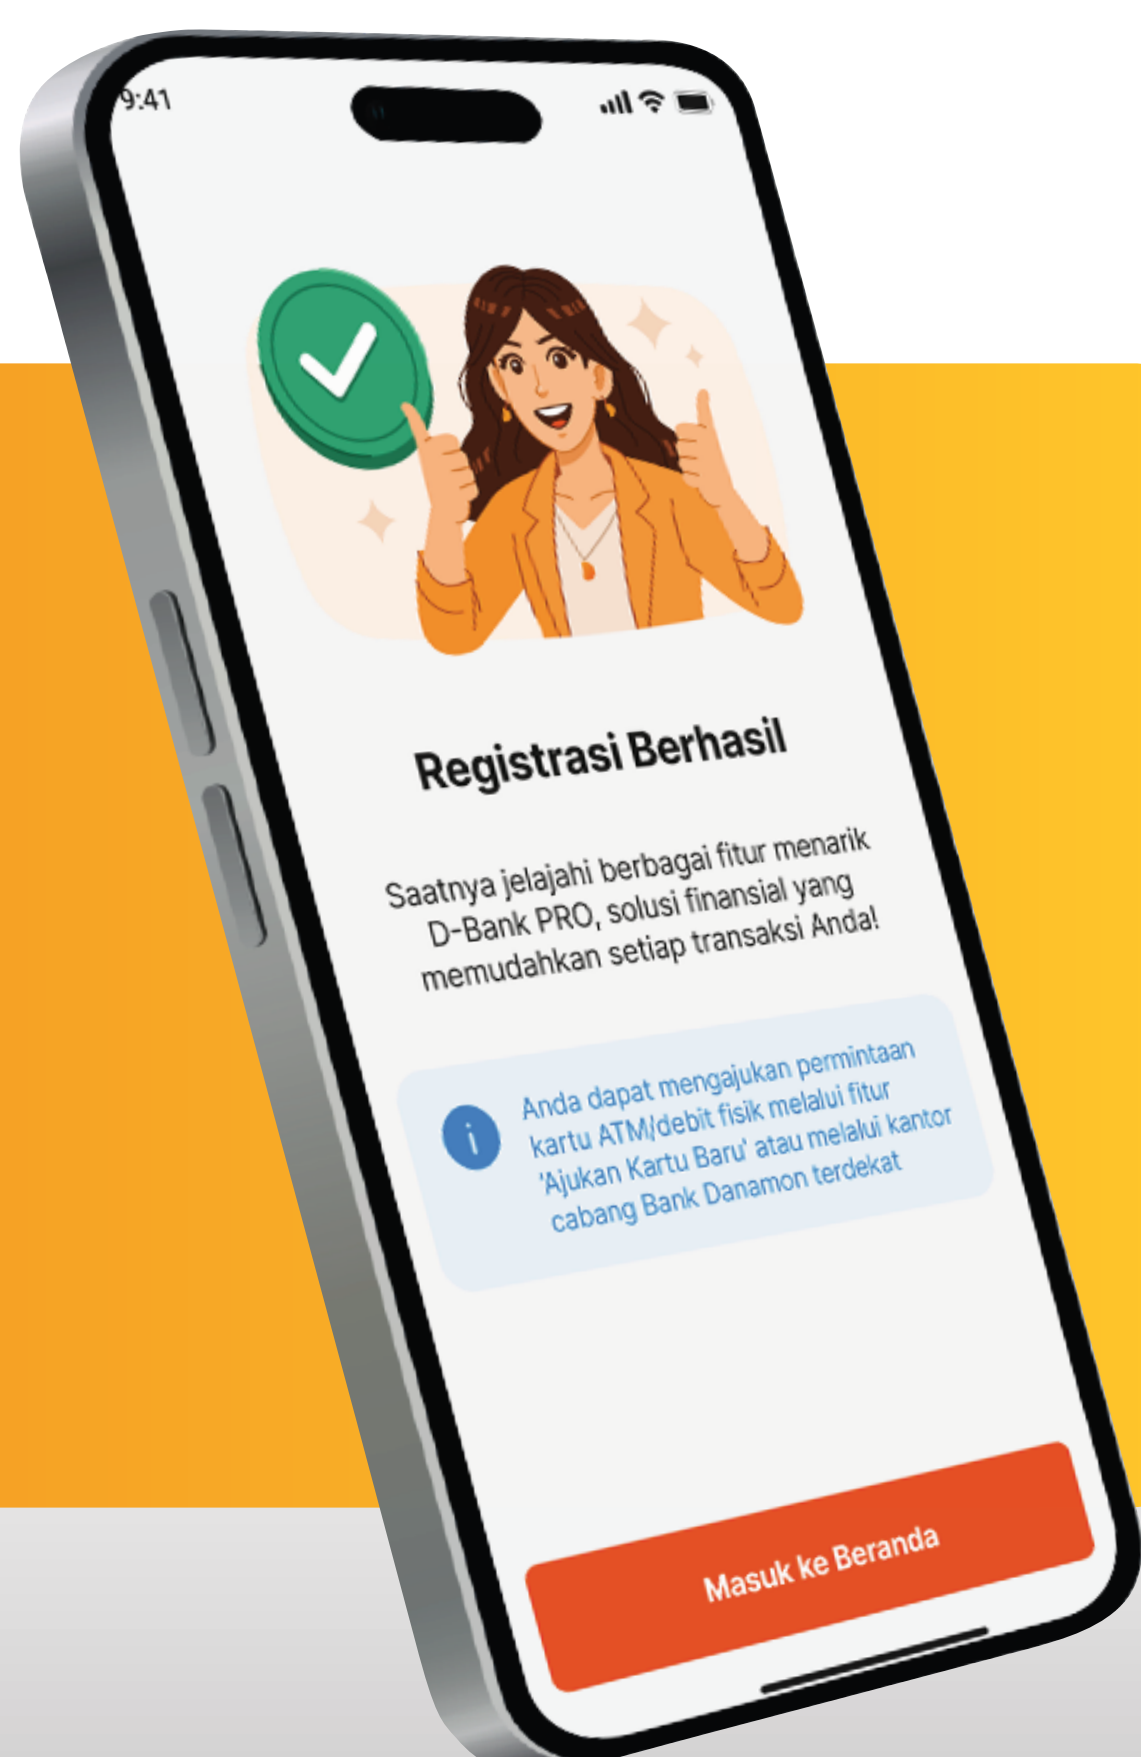 9:41
Registrasi Berhasil
Saatnya jelajahi berbagai fitur menarik
D-Bank PRO, solusi finansial yang
memudahkan setiap transaksi Anda!
Anda dapat mengajukan permintaan
kartu ATM/debit fisik melalui fitur
'Ajukan Kartu Baru' atau melalui kantor
cabang Bank Danamon terdekat
Masuk ke Beranda